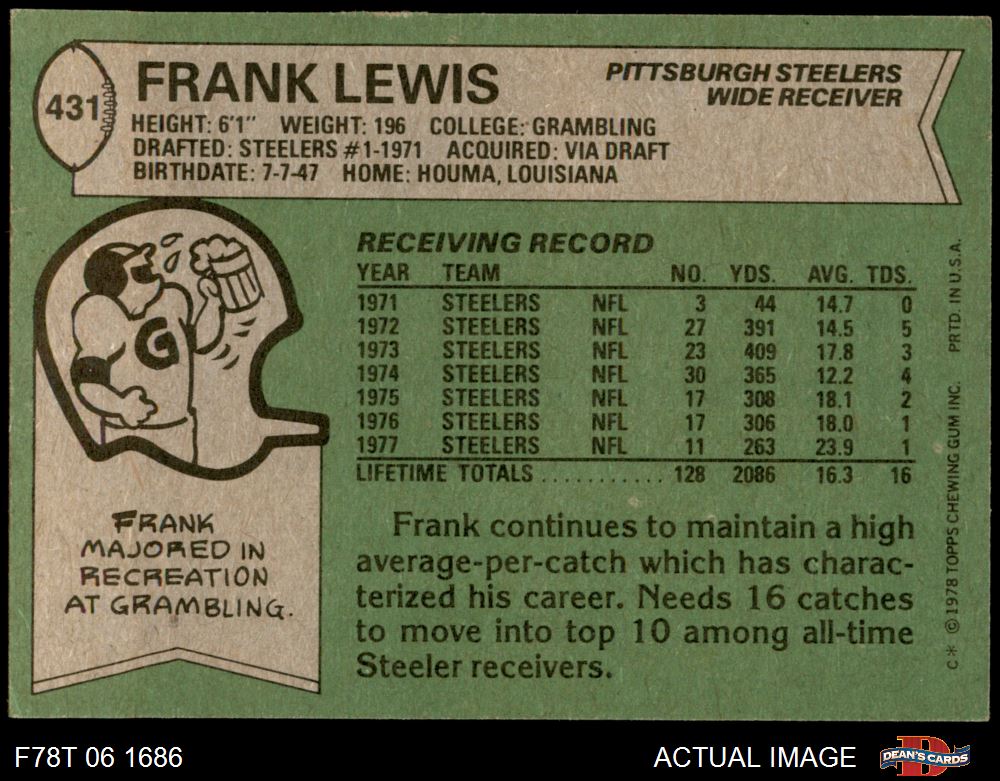 431
FRANK LEWIS
PITTSBURGH STEELERS
WIDE RECEIVER
HEIGHT: 6'1" WEIGHT: 196 COLLEGE: GRAMBLING
DRAFTED: STEELERS #1-1971 ACQUIRED: VIA DRAFT
BIRTHDATE: 7-7-47 HOME: HOUMA, LOUISIANA
G
FRANK
MAJORED IN
RECREATION
AT GRAMBLING.
RECEIVING RECORD
YEAR TEAM NO. YDS. AVG. TDS.
1971 STEELERS NFL 3 44 14.7 0
1972 STEELERS NFL 27 391 14.5 5
1973 STEELERS NFL 23 409 17.8 3
1974 STEELERS NFL 30 365 12.2 4
1975 STEELERS NFL 17 308 18.1 2
1976 STEELERS NFL 17 306 18.0 1
1977 STEELERS NFL 11 263 23.9 1
LIFETIME TOTALS ........... 128 2086 16.3 16
Frank continues to maintain a high
average-per-catch which has charac-
terized his career. Needs 16 catches
to move into top 10 among all-time
Steeler receivers.
C* © 1978 TOPPS CHEWING GUM INC. PRTD. IN U.S.A.
F78T 06 1686
ACTUAL IMAGE
D
DEAN'S CARDS